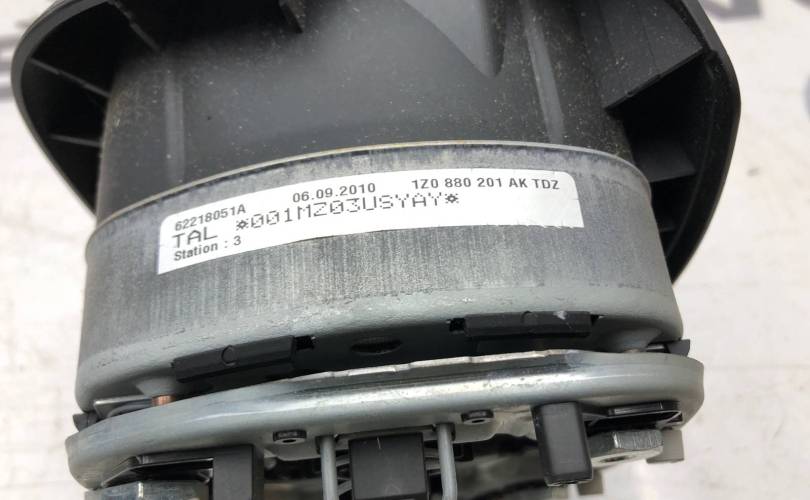 62218051A 06.09.2010 1Z0 880 201 AK TDZ
TAL *001MZ03USYAY*
Station : 3